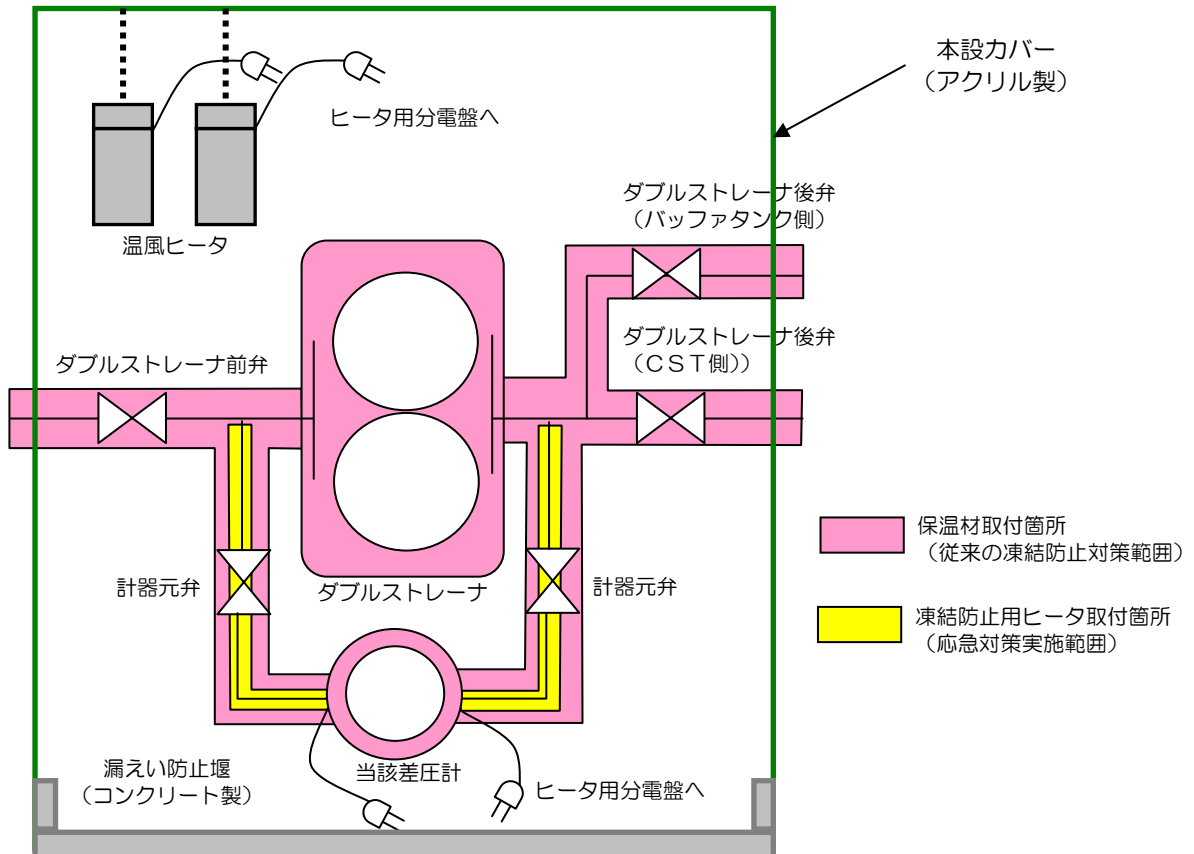 本設カバー
（アクリル製）
ヒータ用分電盤へ
温風ヒータ
ダブルストレーナ後弁
（バッファタンク側）
ダブルストレーナ後弁
（ＣＳＴ側））
ダブルストレーナ前弁
保温材取付箇所
（従来の凍結防止対策範囲）
計器元弁
ダブルストレーナ
計器元弁
凍結防止用ヒータ取付箇所
（応急対策実施範囲）
漏えい防止堰
（コンクリート製）
当該差圧計
ヒータ用分電盤へ